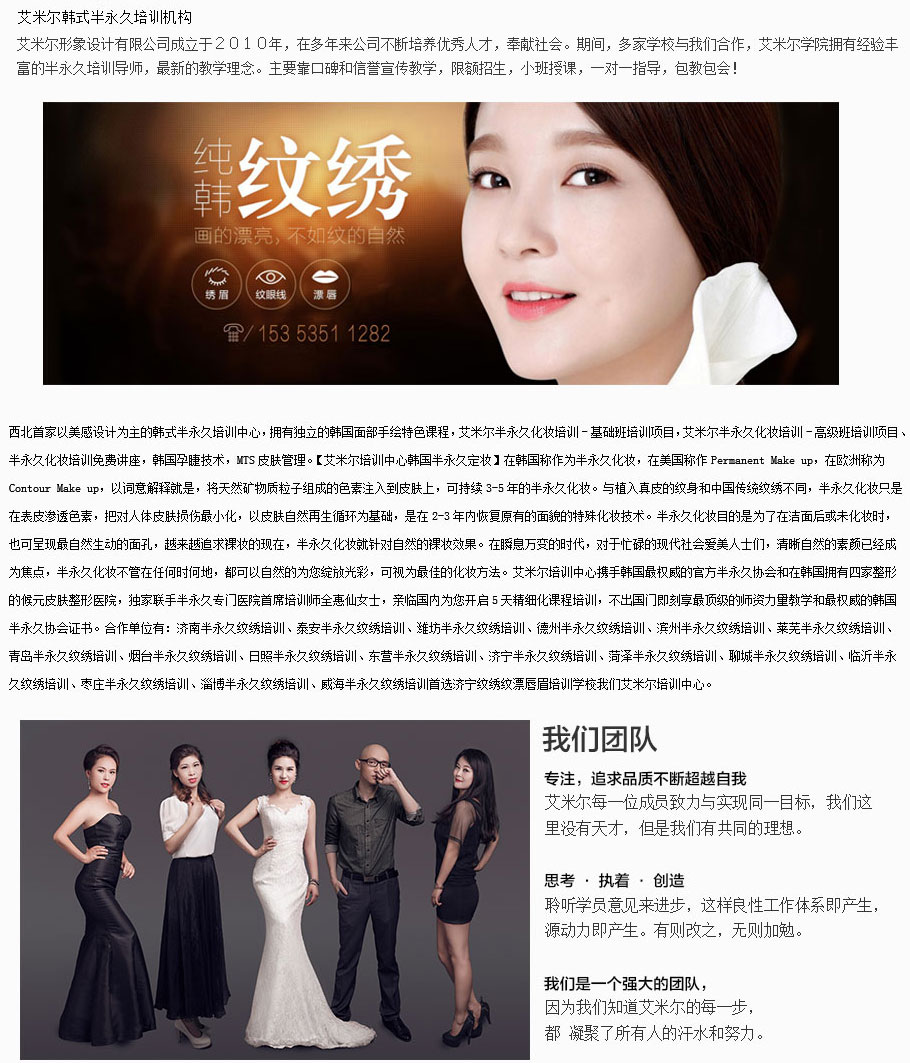 艾米尔韩式半永久培训机构
艾米尔形象设计有限公司成立于２０１０年，在多年来公司不断培养优秀人才，奉献社会。期间，多家学校与我们合作，艾米尔学院拥有经验丰
富的半永久培训导师，最新的教学理念。主要靠口碑和信誉宣传教学，限额招生，小班授课，一对一指导，包教包会！
纯韩 纹绣
画的漂亮，不如纹的自然
绣眉 纹眼线 漂唇
/ 153 5351 1282
西北首家以美感设计为主的韩式半永久培训中心，拥有独立的韩国面部手绘特色课程，艾米尔半永久化妆培训－基础班培训项目，艾米尔半永久化妆培训－高级班培训项目、
半永久化妆培训免费讲座，韩国孕睫技术，MTS皮肤管理。【艾米尔培训中心韩国半永久定妆】在韩国称作为半永久化妆，在美国称作Permanent Make up，在欧洲称为
Contour Make up，以词意解释就是，将天然矿物质粒子组成的色素注入到皮肤上，可持续3-5年的半永久化妆。与植入真皮的纹身和中国传统纹绣不同，半永久化妆只是
在表皮渗透色素，把对人体皮肤损伤最小化，以皮肤自然再生循环为基础，是在2-3年内恢复原有的面貌的特殊化妆技术。半永久化妆目的是为了在洁面后或未化妆时，
也可呈现最自然生动的面孔，越来越追求裸妆的现在，半永久化妆就针对自然的裸妆效果。在瞬息万变的时代，对于忙碌的现代社会爱美人士们，清晰自然的素颜已经成
为焦点，半永久化妆不管在任何时何地，都可以自然的为您绽放光彩，可视为最佳的化妆方法。艾米尔培训中心携手韩国最权威的官方半永久协会和在韩国拥有四家整形
的候元皮肤整形医院，独家联手半永久专门医院首席培训师全惠仙女士，亲临国内为您开启5天精细化课程培训，不出国门即刻享最顶级的师资力量教学和最权威的韩国
半永久协会证书。合作单位有：济南半永久纹绣培训、泰安半永久纹绣培训、潍坊半永久纹绣培训、德州半永久纹绣培训、滨州半永久纹绣培训、莱芜半永久纹绣培训、
青岛半永久纹绣培训、烟台半永久纹绣培训、日照半永久纹绣培训、东营半永久纹绣培训、济宁半永久纹绣培训、菏泽半永久纹绣培训、聊城半永久纹绣培训、临沂半永
久纹绣培训、枣庄半永久纹绣培训、淄博半永久纹绣培训、威海半永久纹绣培训首选济宁纹绣纹漂唇眉培训学校我们艾米尔培训中心。
我们团队
专注，追求品质不断超越自我
艾米尔每一位成员致力与实现同一目标，我们这
里没有天才，但是我们有共同的理想。
思考 · 执着 · 创造
聆听学员意见来进步，这样良性工作体系即产生，
源动力即产生。有则改之，无则加勉。
我们是一个强大的团队，
因为我们知道艾米尔的每一步，
都 凝聚了所有人的汗水和努力。